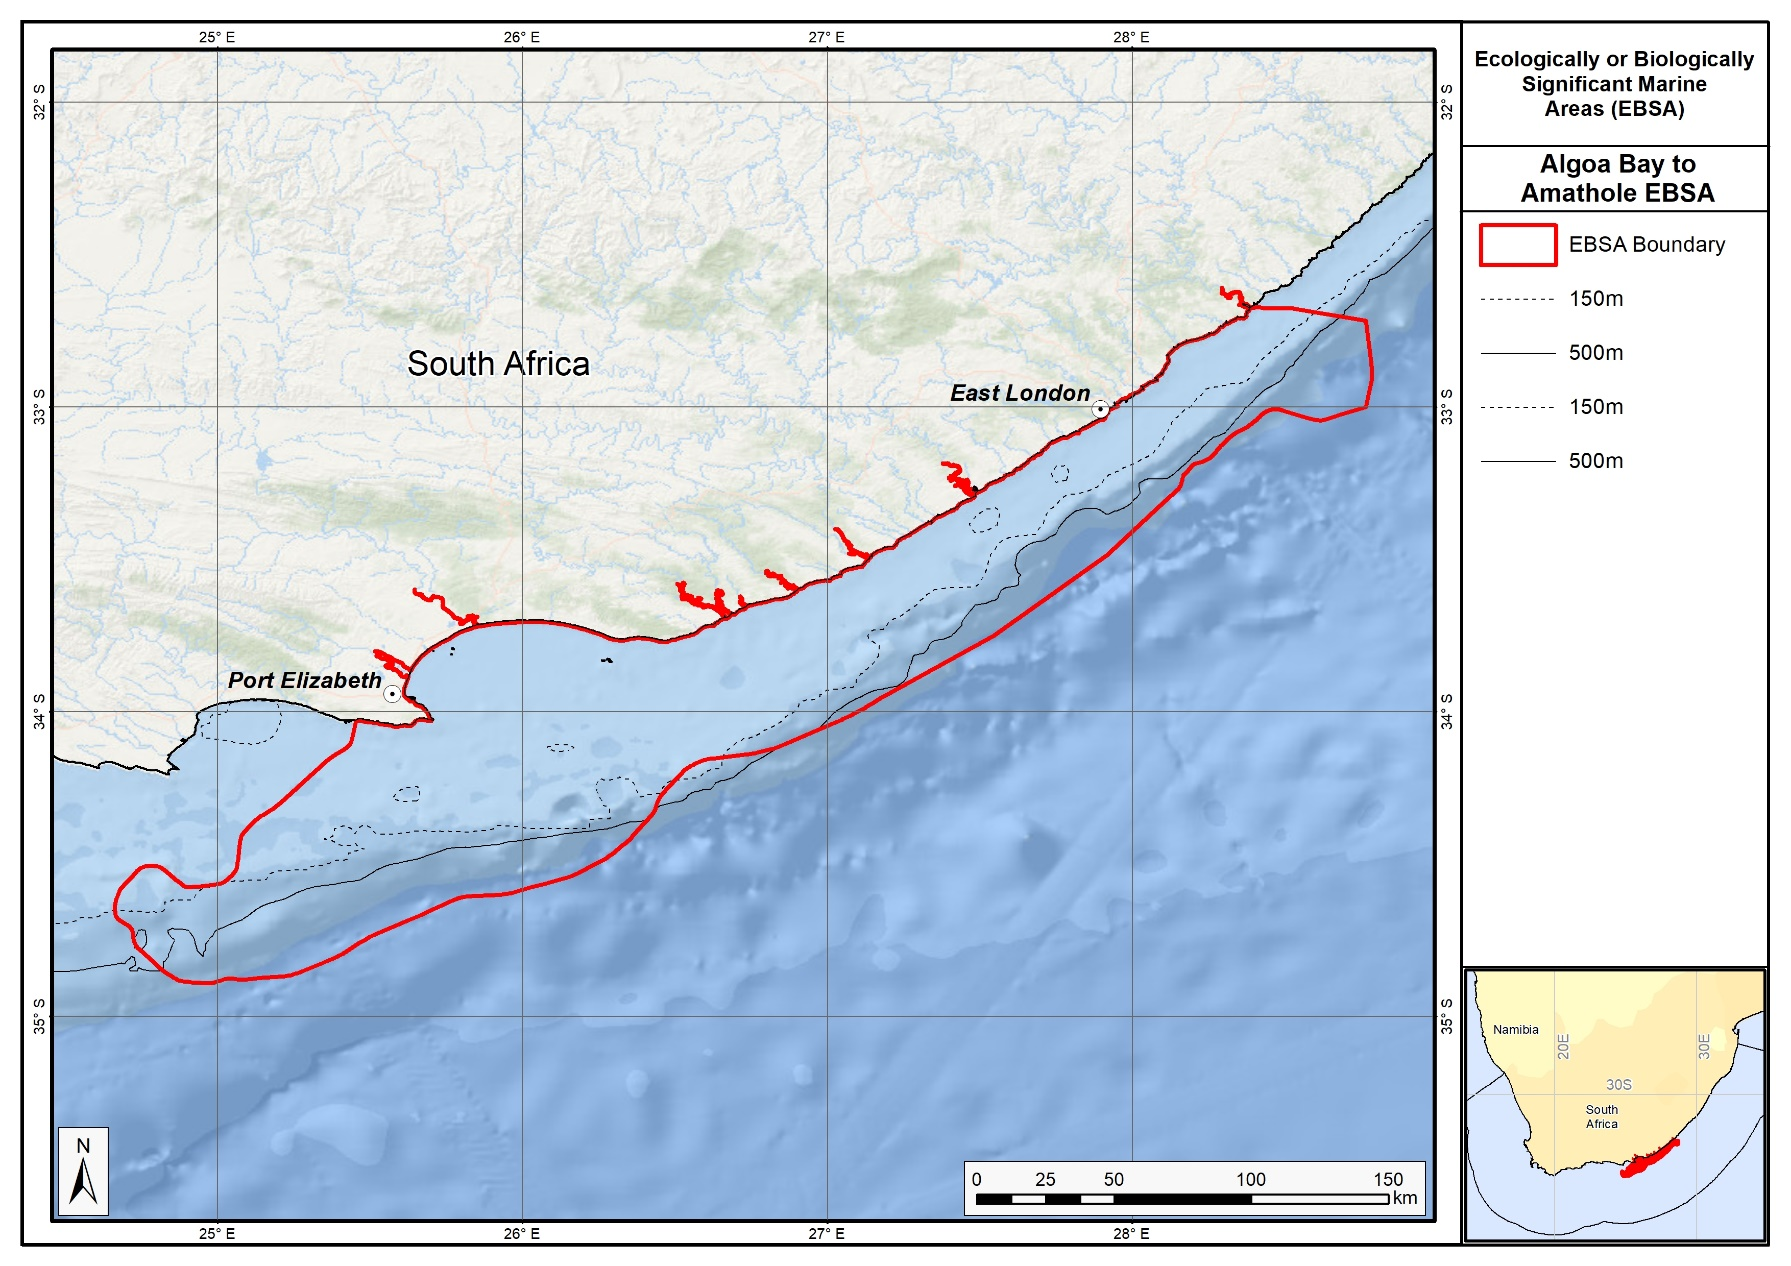 25° E
26° E
27° E
28° E
32° S
32° S
33° S
33° S
34° S
34° S
35° S
35° S
South Africa
East London
Port Elizabeth
N
0 25 50 100 150
km
25° E
26° E
27° E
28° E
Ecologically or Biologically
Significant Marine
Areas (EBSA)
Algoa Bay to
Amathole EBSA
EBSA Boundary
150m
500m
150m
500m
Namibia
20E
30E
30S
South
Africa